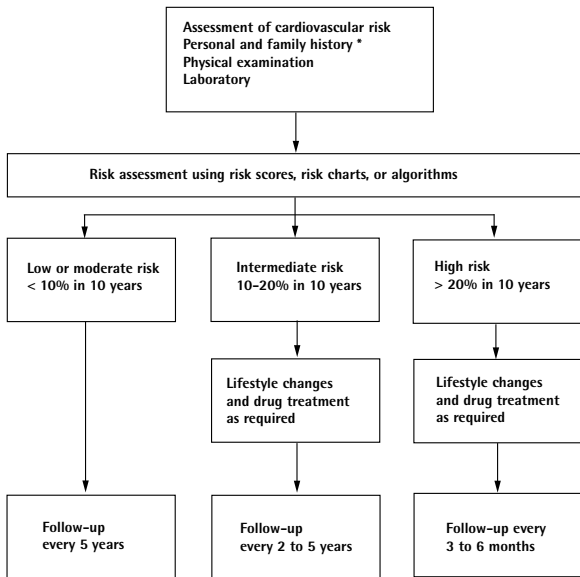 Assessment of cardiovascular risk
Personal and family history *
Physical examination
Laboratory
Risk assessment using risk scores, risk charts, or algorithms
Low or moderate risk
< 10% in 10 years
Intermediate risk
10-20% in 10 years
High risk
> 20% in 10 years
Lifestyle changes
and drug treatment
as required
Lifestyle changes
and drug treatment
as required
Follow-up
every 5 years
Follow-up
every 2 to 5 years
Follow-up every
3 to 6 months